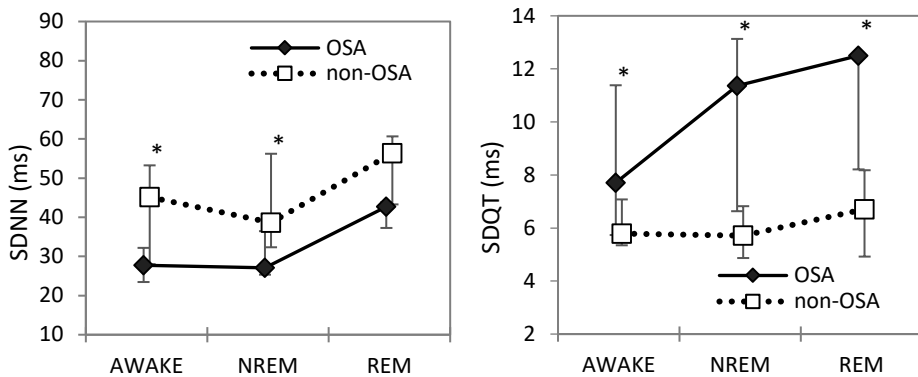 SDNN (ms)
90
80
70
60
50
40
30
20
10
OSA
non-OSA
*
*
AWAKE
NREM
REM
SDQT (ms)
14
12
10
8
6
4
2
*
*
*
OSA
non-OSA
AWAKE
NREM
REM